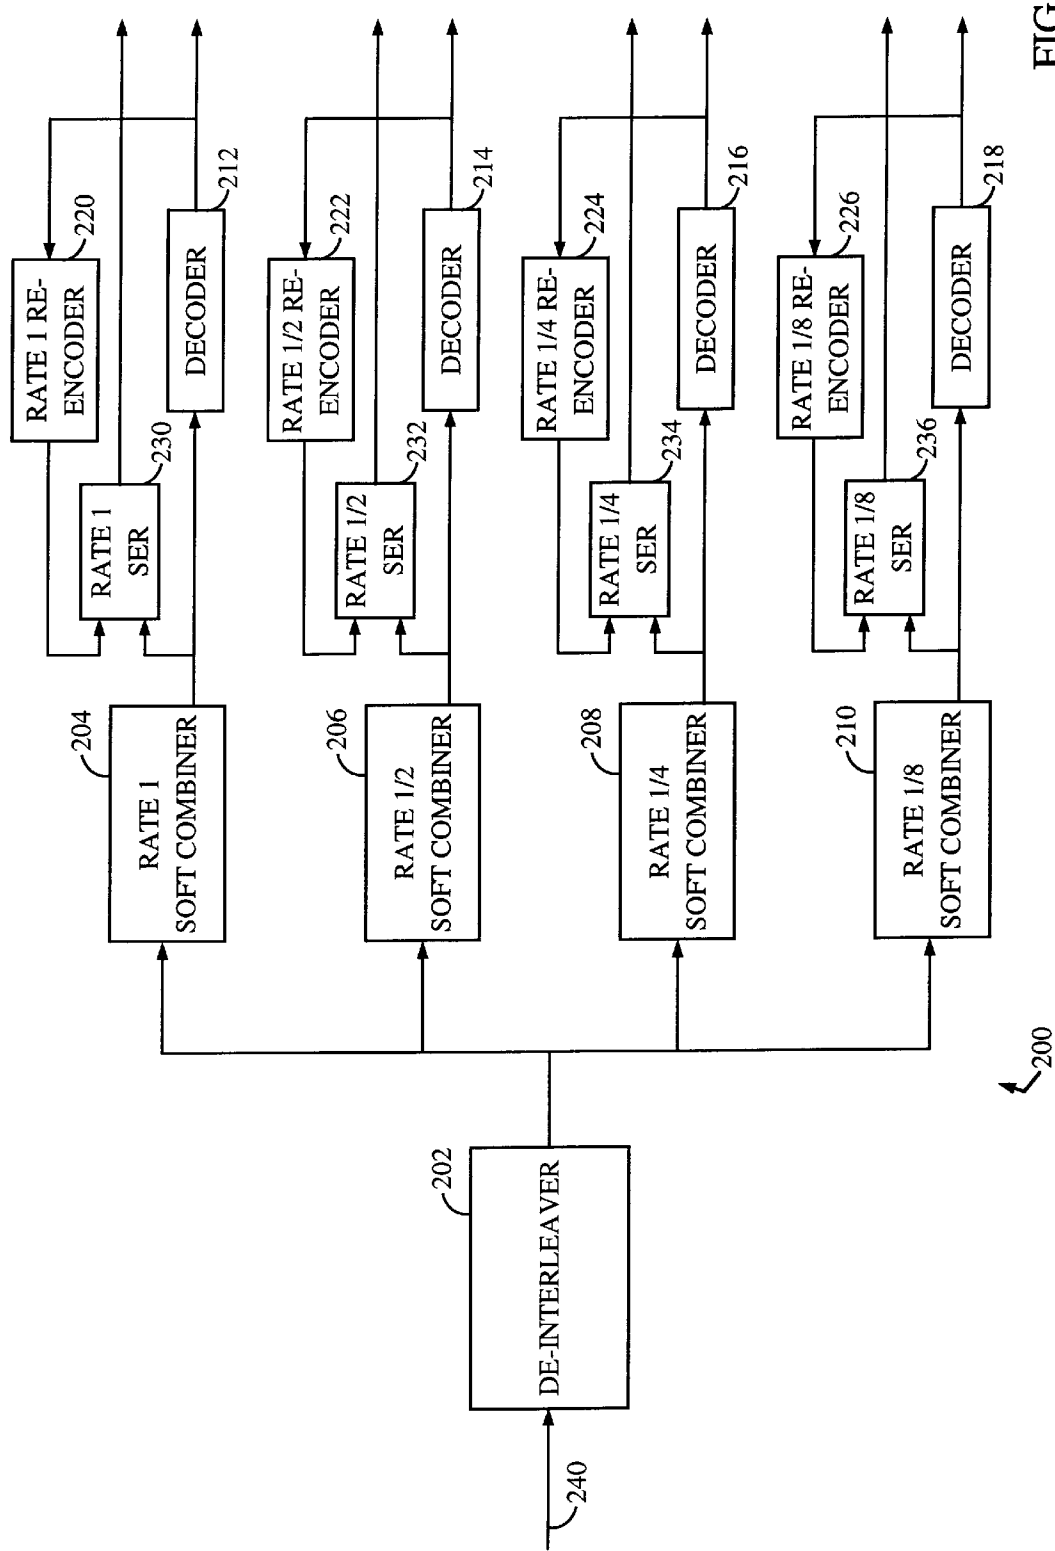 240
202
DE-INTERLEAVER
200
204
RATE 1
SOFT COMBINER
206
RATE 1/2
SOFT COMBINER
208
RATE 1/4
SOFT COMBINER
210
RATE 1/8
SOFT COMBINER
RATE 1 RE-
ENCODER
220
RATE 1
SER
230
DECODER
212
RATE 1/2 RE-
ENCODER
222
RATE 1/2
SER
232
DECODER
214
RATE 1/4 RE-
ENCODER
224
RATE 1/4
SER
234
DECODER
216
RATE 1/8 RE-
ENCODER
226
RATE 1/8
SER
236
DECODER
218
FIG